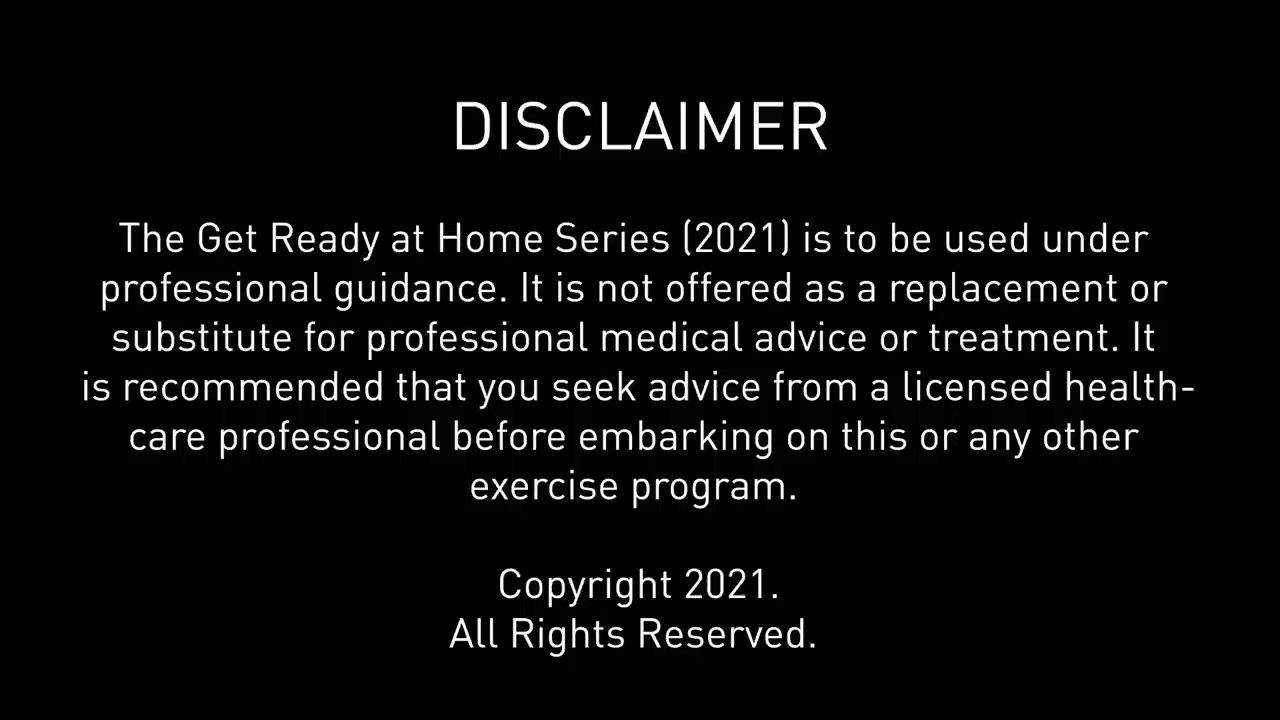 DISCLAIMER
The Get Ready at Home Series (2021) is to be used under
professional guidance. It is not offered as a replacement or
substitute for professional medical advice or treatment. It
is recommended that you seek advice from a licensed health-
care professional before embarking on this or any other
exercise program.
Copyright 2021.
All Rights Reserved.